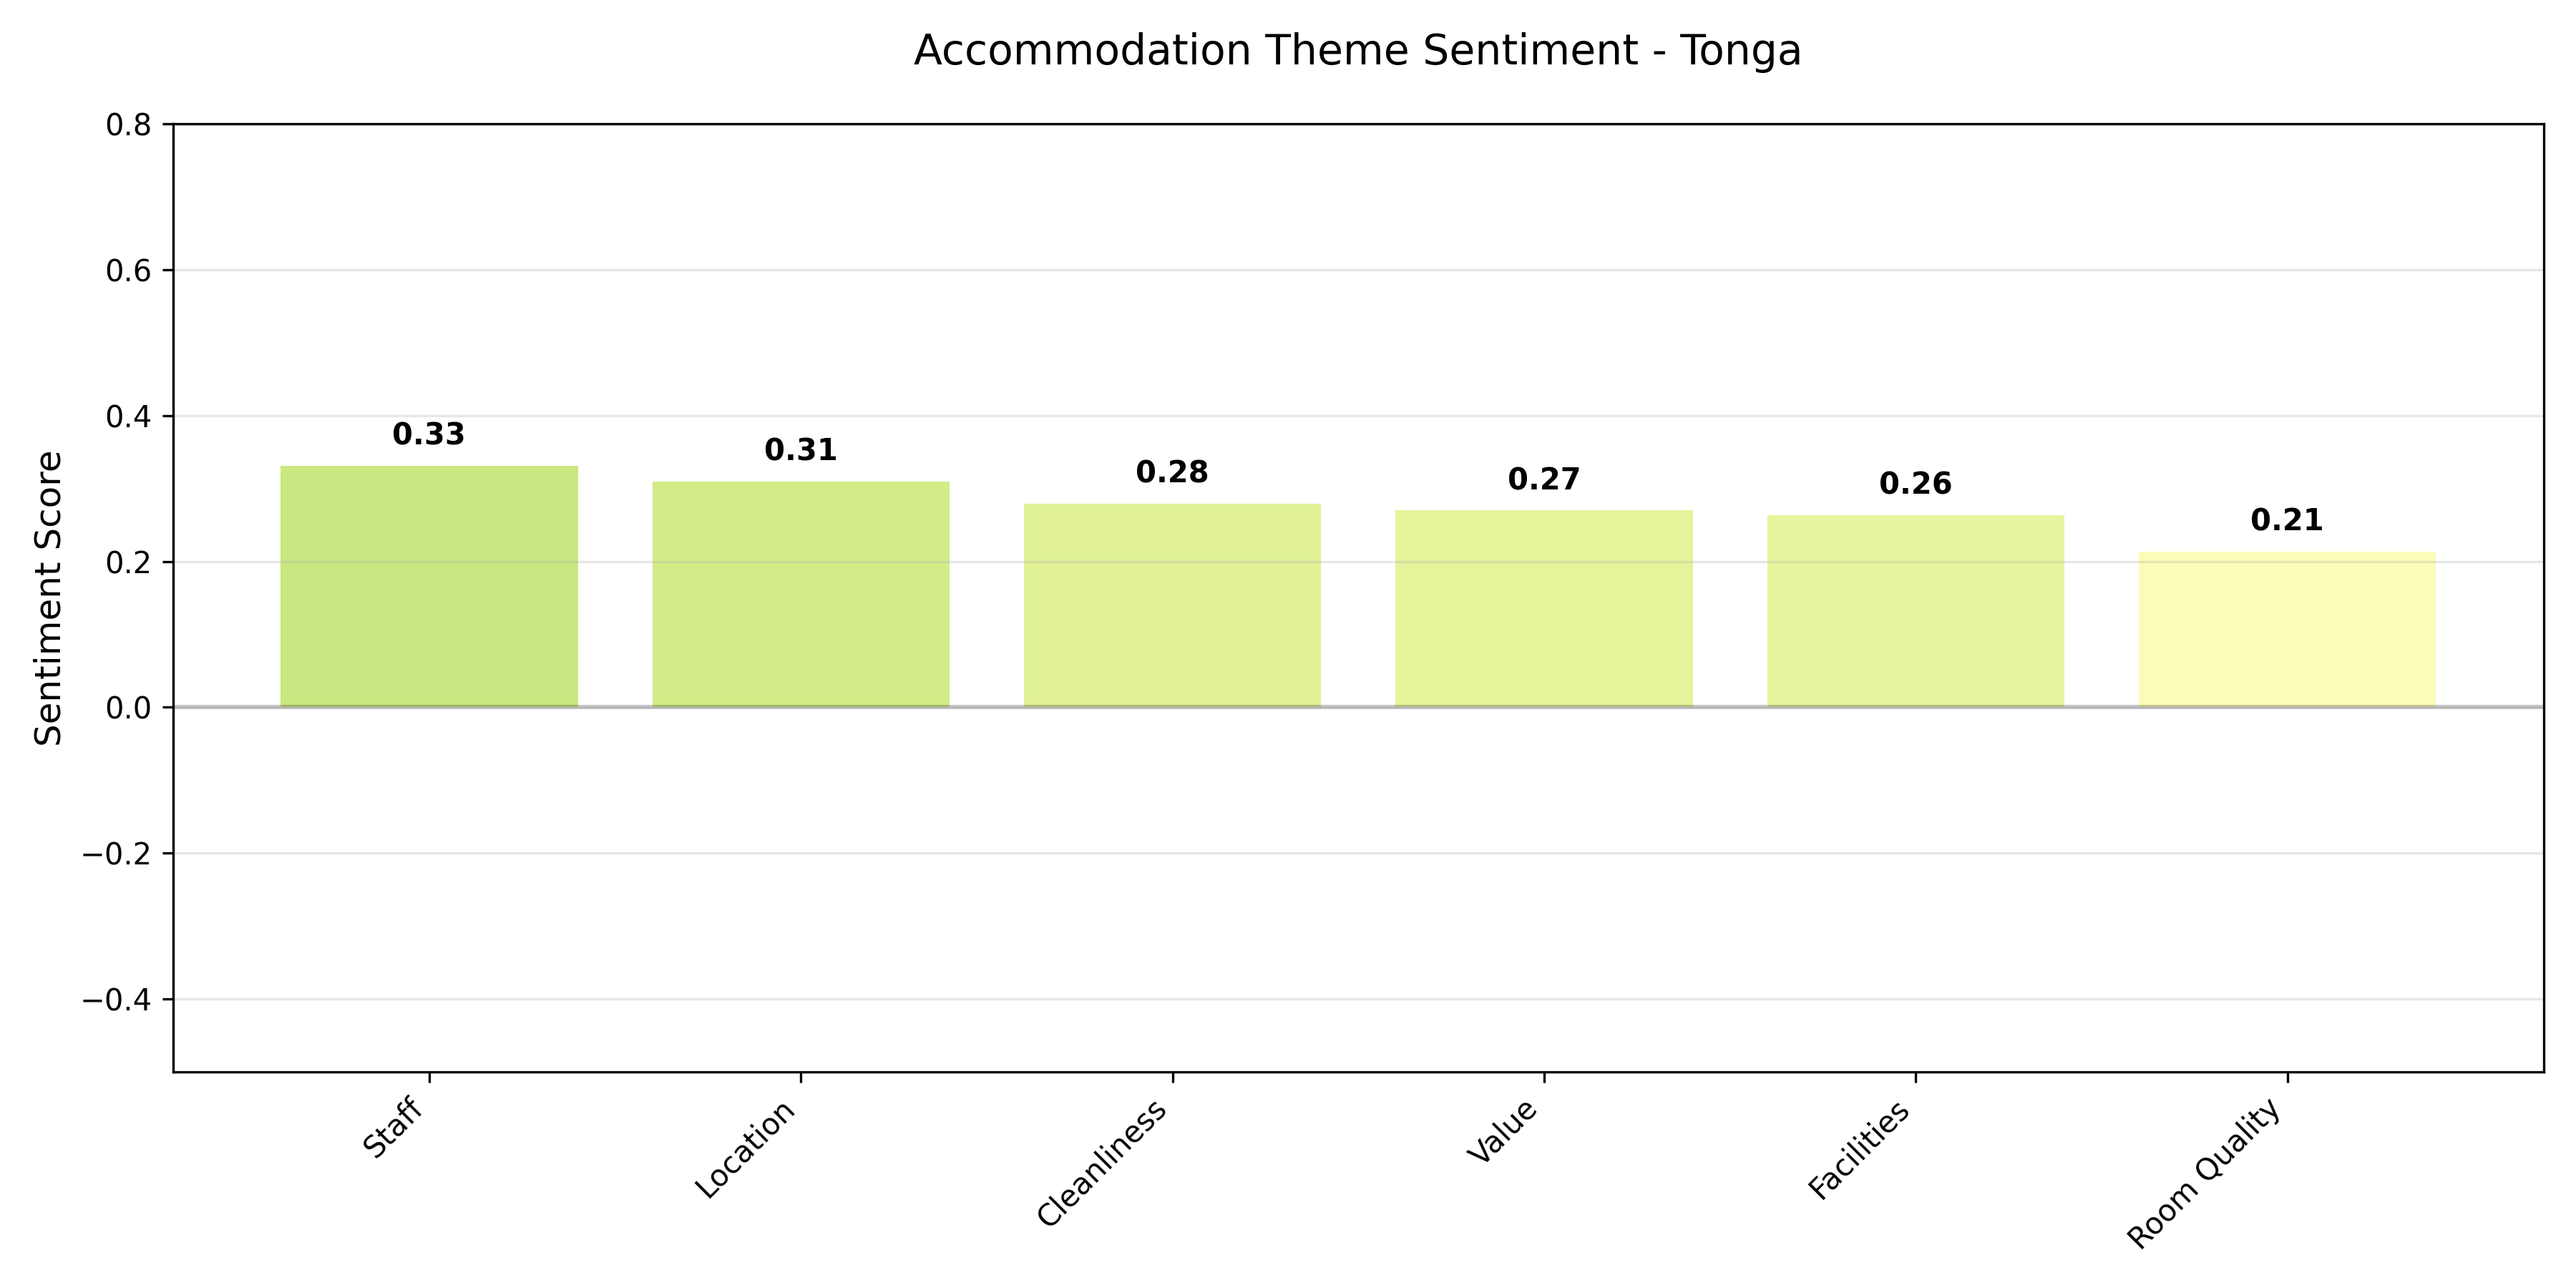 Accommodation Theme Sentiment - Tonga
Sentiment Score
0.8
0.6
0.4
0.2
0.0
−0.2
−0.4
0.33
0.31
0.28
0.27
0.26
0.21
Staff
Location
Cleanliness
Value
Facilities
Room Quality